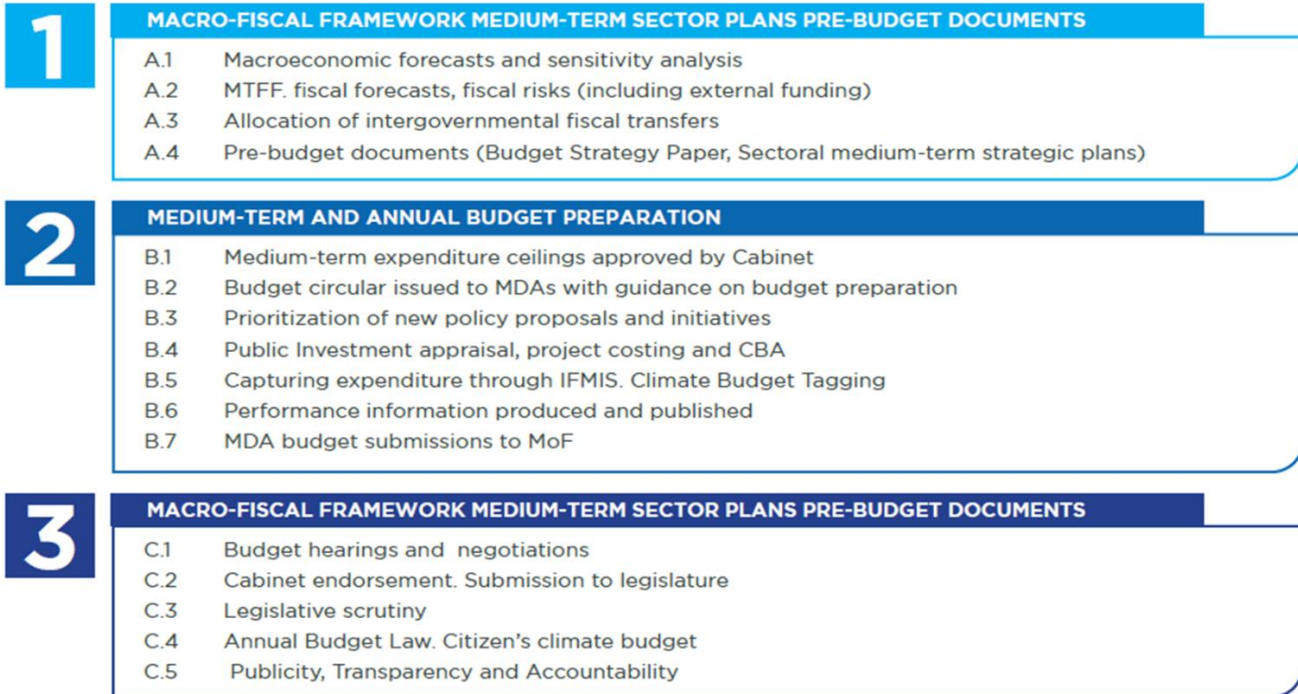 1
MACRO-FISCAL FRAMEWORK MEDIUM-TERM SECTOR PLANS PRE-BUDGET DOCUMENTS
A.1 Macroeconomic forecasts and sensitivity analysis
A.2 MTFF. fiscal forecasts, fiscal risks (including external funding)
A.3 Allocation of intergovernmental fiscal transfers
A.4 Pre-budget documents (Budget Strategy Paper, Sectoral medium-term strategic plans)
2
MEDIUM-TERM AND ANNUAL BUDGET PREPARATION
B.1 Medium-term expenditure ceilings approved by Cabinet
B.2 Budget circular issued to MDAs with guidance on budget preparation
B.3 Prioritization of new policy proposals and initiatives
B.4 Public Investment appraisal, project costing and CBA
B.5 Capturing expenditure through IFMIS. Climate Budget Tagging
B.6 Performance information produced and published
B.7 MDA budget submissions to MoF
3
MACRO-FISCAL FRAMEWORK MEDIUM-TERM SECTOR PLANS PRE-BUDGET DOCUMENTS
C.1 Budget hearings and negotiations
C.2 Cabinet endorsement. Submission to legislature
C.3 Legislative scrutiny
C.4 Annual Budget Law. Citizen's climate budget
C.5 Publicity, Transparency and Accountability